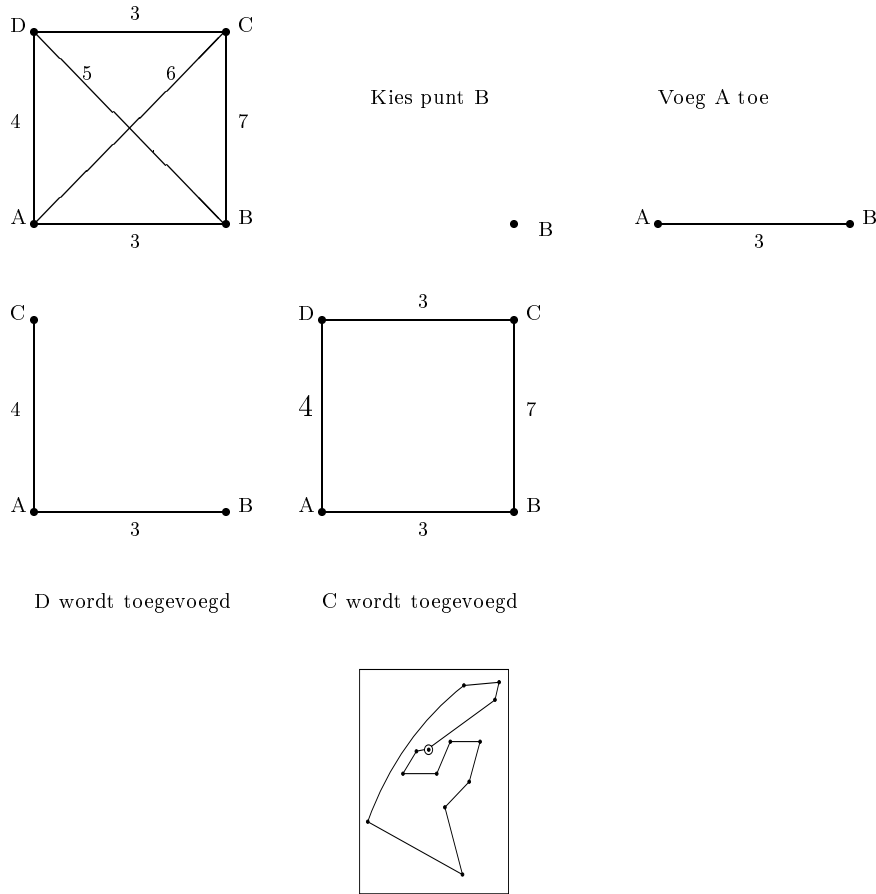 D 3 C
5 6
Kies punt B
Voeg A toe
4 7
A B
3
B
A B
3
C
4
A B
3
D 3 C
4 7
A B
3
D wordt toegevoegd
C wordt toegevoegd